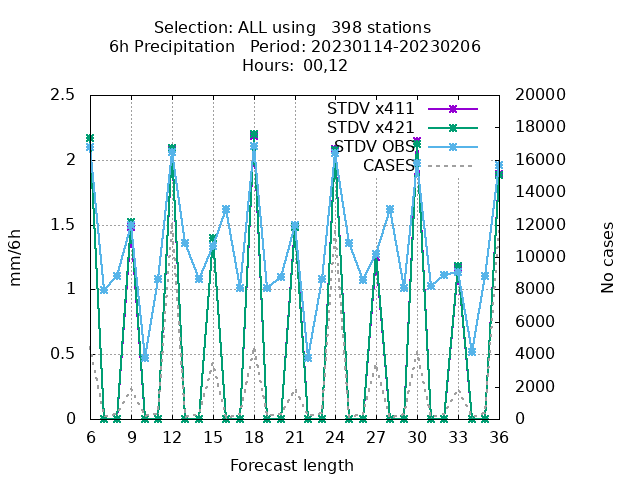 Selection: ALL using   398 stations
6h Precipitation   Period: 20230114-20230206
Hours:  00,12
STDV x411
STDV x421
STDV OBS
CASES
mm/6h
No cases
2.5
2
1.5
1
0.5
0
20000
18000
16000
14000
12000
10000
8000
6000
4000
2000
0
6 9 12 15 18 21 24 27 30 33 36
Forecast length